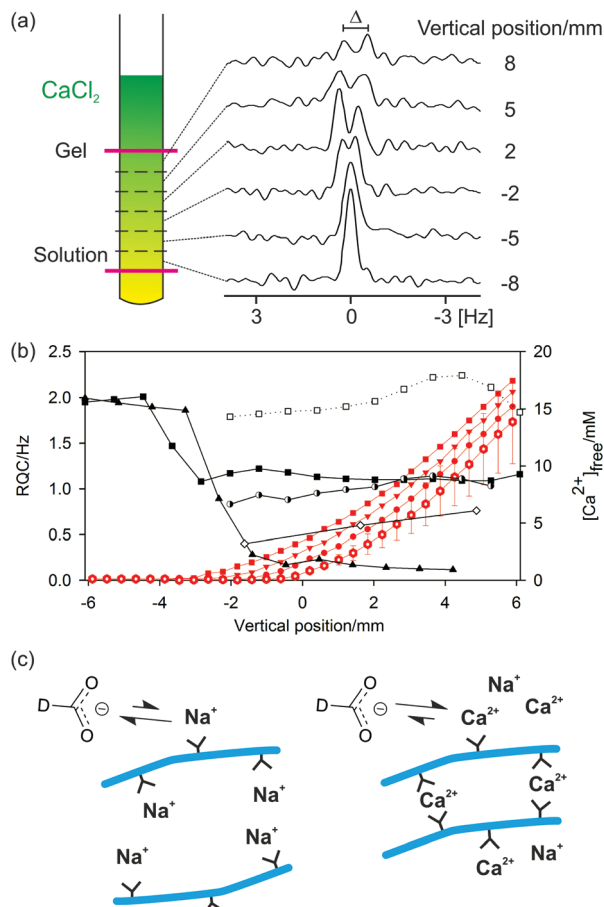 (a)
Δ
Vertical position/mm
CaCl₂
Gel
Solution
8
5
2
-2
-5
-8
3 0 -3 [Hz]
(b)
2.5
2.0
1.5
1.0
0.5
0.0
RQC/Hz
20
15
10
5
0
[Ca²⁺]free/mM
-6 -4 -2 0 2 4 6
Vertical position/mm
(c)
D O O ⊖
Na⁺
Na⁺
Na⁺
Na⁺
Na⁺
D O O ⊖
Na⁺
Ca²⁺ Ca²⁺
Ca²⁺ Ca²⁺
Ca²⁺ Na⁺